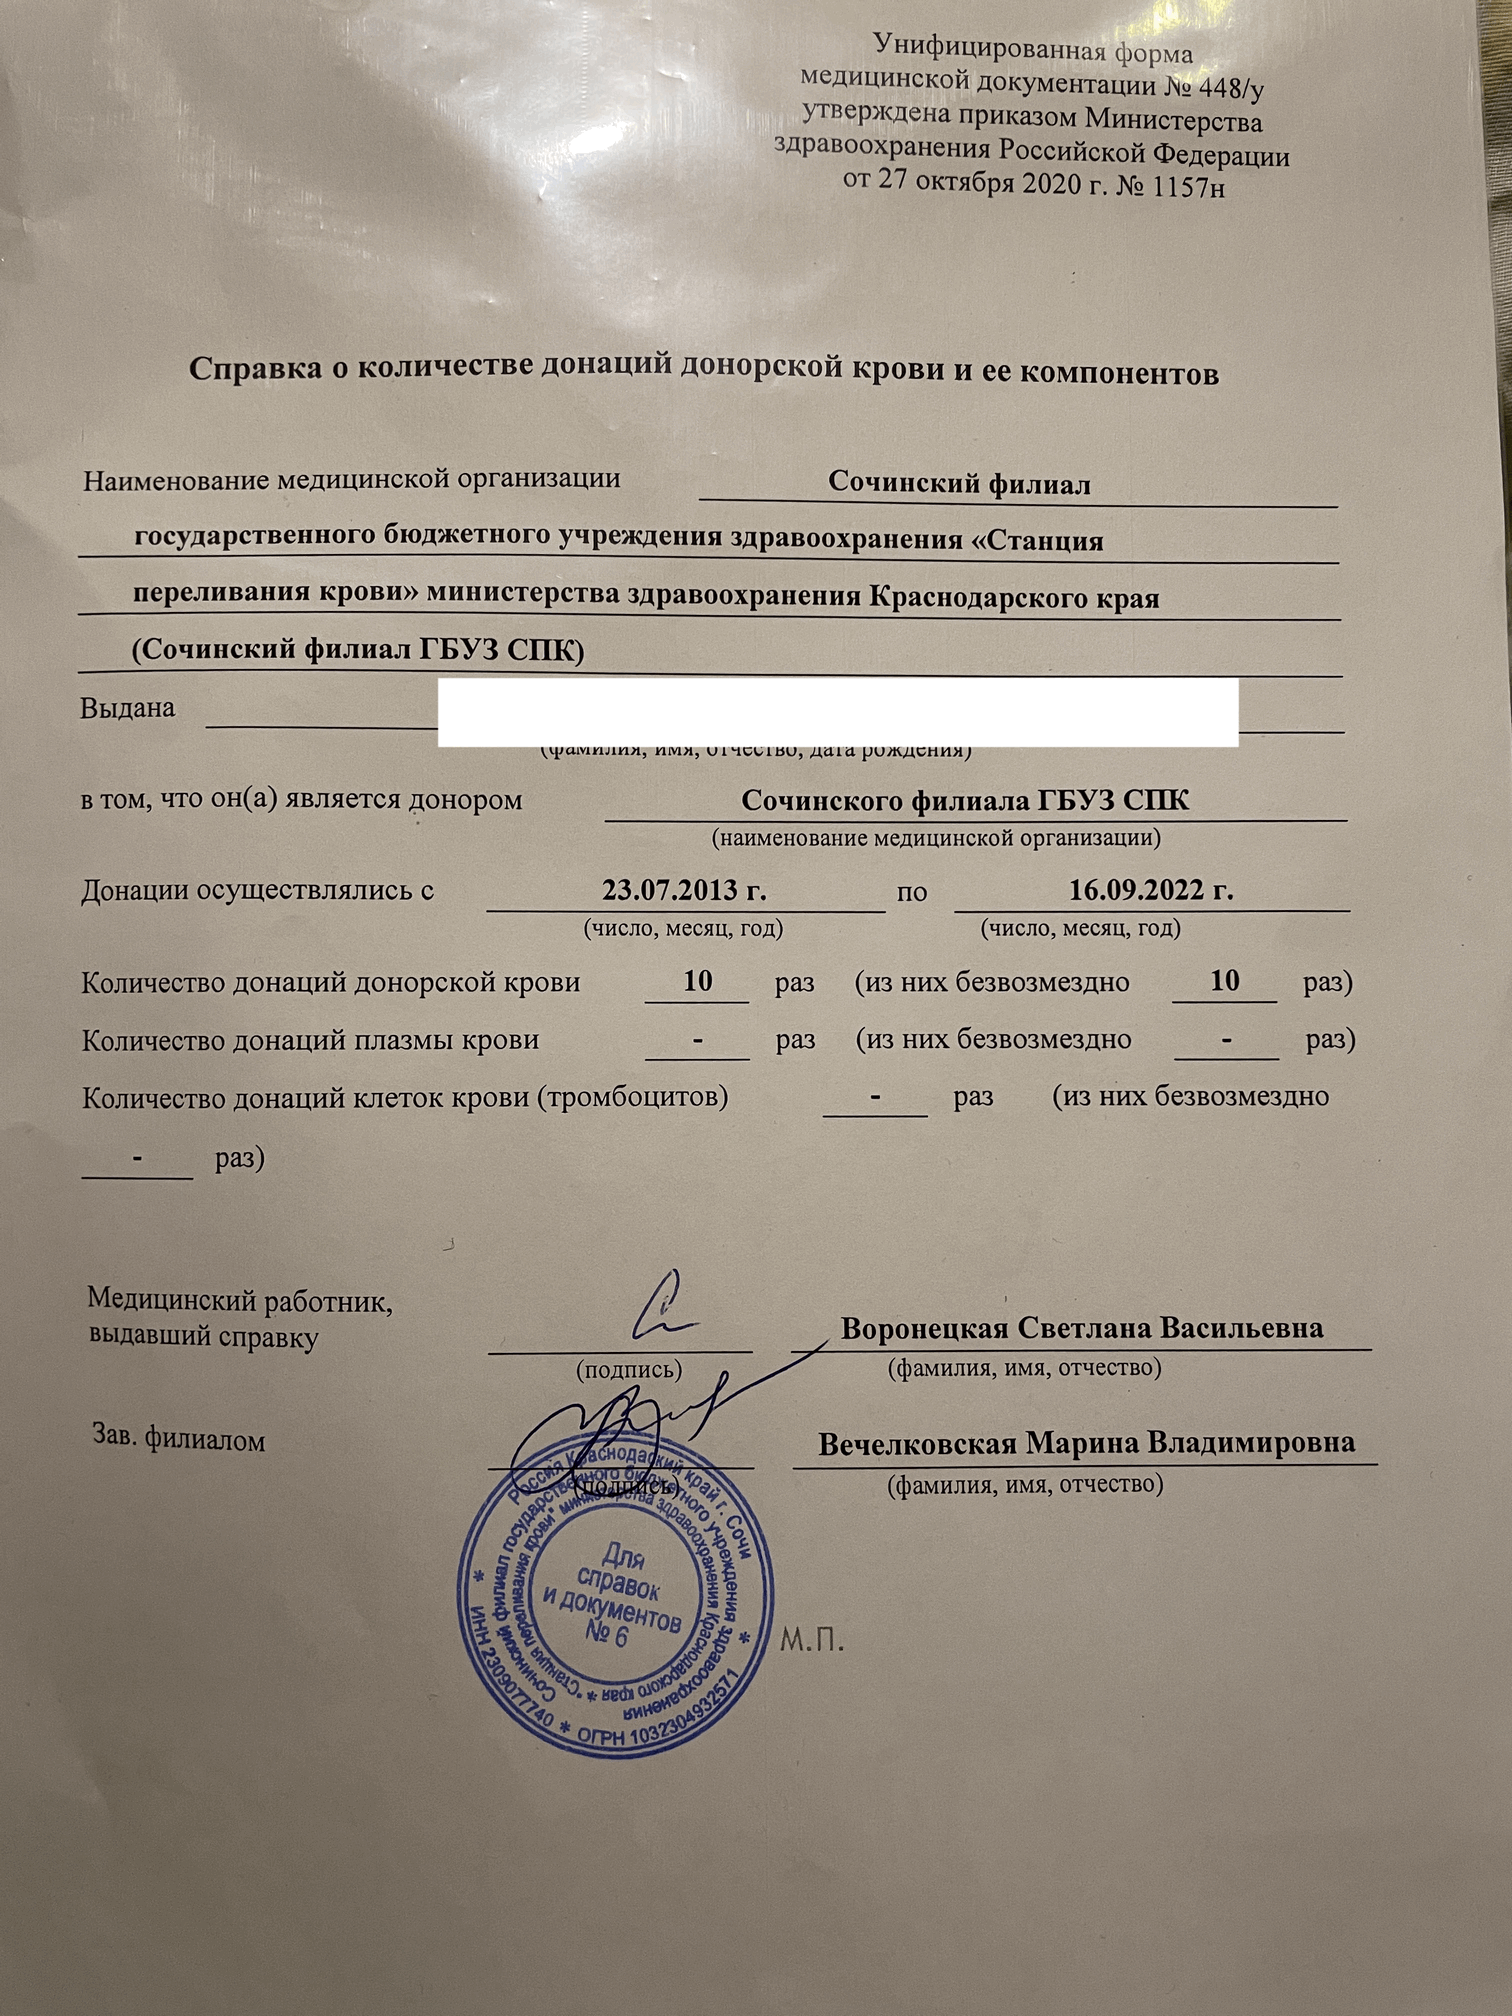 Унифицированная форма
медицинской документации № 448/у
утверждена приказом Министерства
здравоохранения Российской Федерации
от 27 октября 2020 г. № 1157н
Справка о количестве донаций донорской крови и ее компонентов
Наименование медицинской организации Сочинский филиал
государственного бюджетного учреждения здравоохранения «Станция
переливания крови» министерства здравоохранения Краснодарского края
(Сочинский филиал ГБУЗ СПК)
Выдана
(фамилия, имя, отчество, дата рождения)
в том, что он(а) является донором Сочинского филиала ГБУЗ СПК
(наименование медицинской организации)
Донации осуществлялись с 23.07.2013 г. по 16.09.2022 г.
(число, месяц, год) (число, месяц, год)
Количество донаций донорской крови 10 раз (из них безвозмездно 10 раз)
Количество донаций плазмы крови - раз (из них безвозмездно - раз)
Количество донаций клеток крови (тромбоцитов) - раз (из них безвозмездно
- раз)
Медицинский работник,
выдавший справку Воронецкая Светлана Васильевна
(подпись) (фамилия, имя, отчество)
Зав. филиалом Вечелковская Марина Владимировна
(подпись) (фамилия, имя, отчество)
Россия Краснодарский край г. Сочи
* ИНН 2309077740 * ОГРН 1032304932571 *
Сочинский филиал государственного бюджетного учреждения здравоохранения
"Станция переливания крови" министерства здравоохранения Краснодарского края *
Для
справок
и документов
№ 6
М.П.